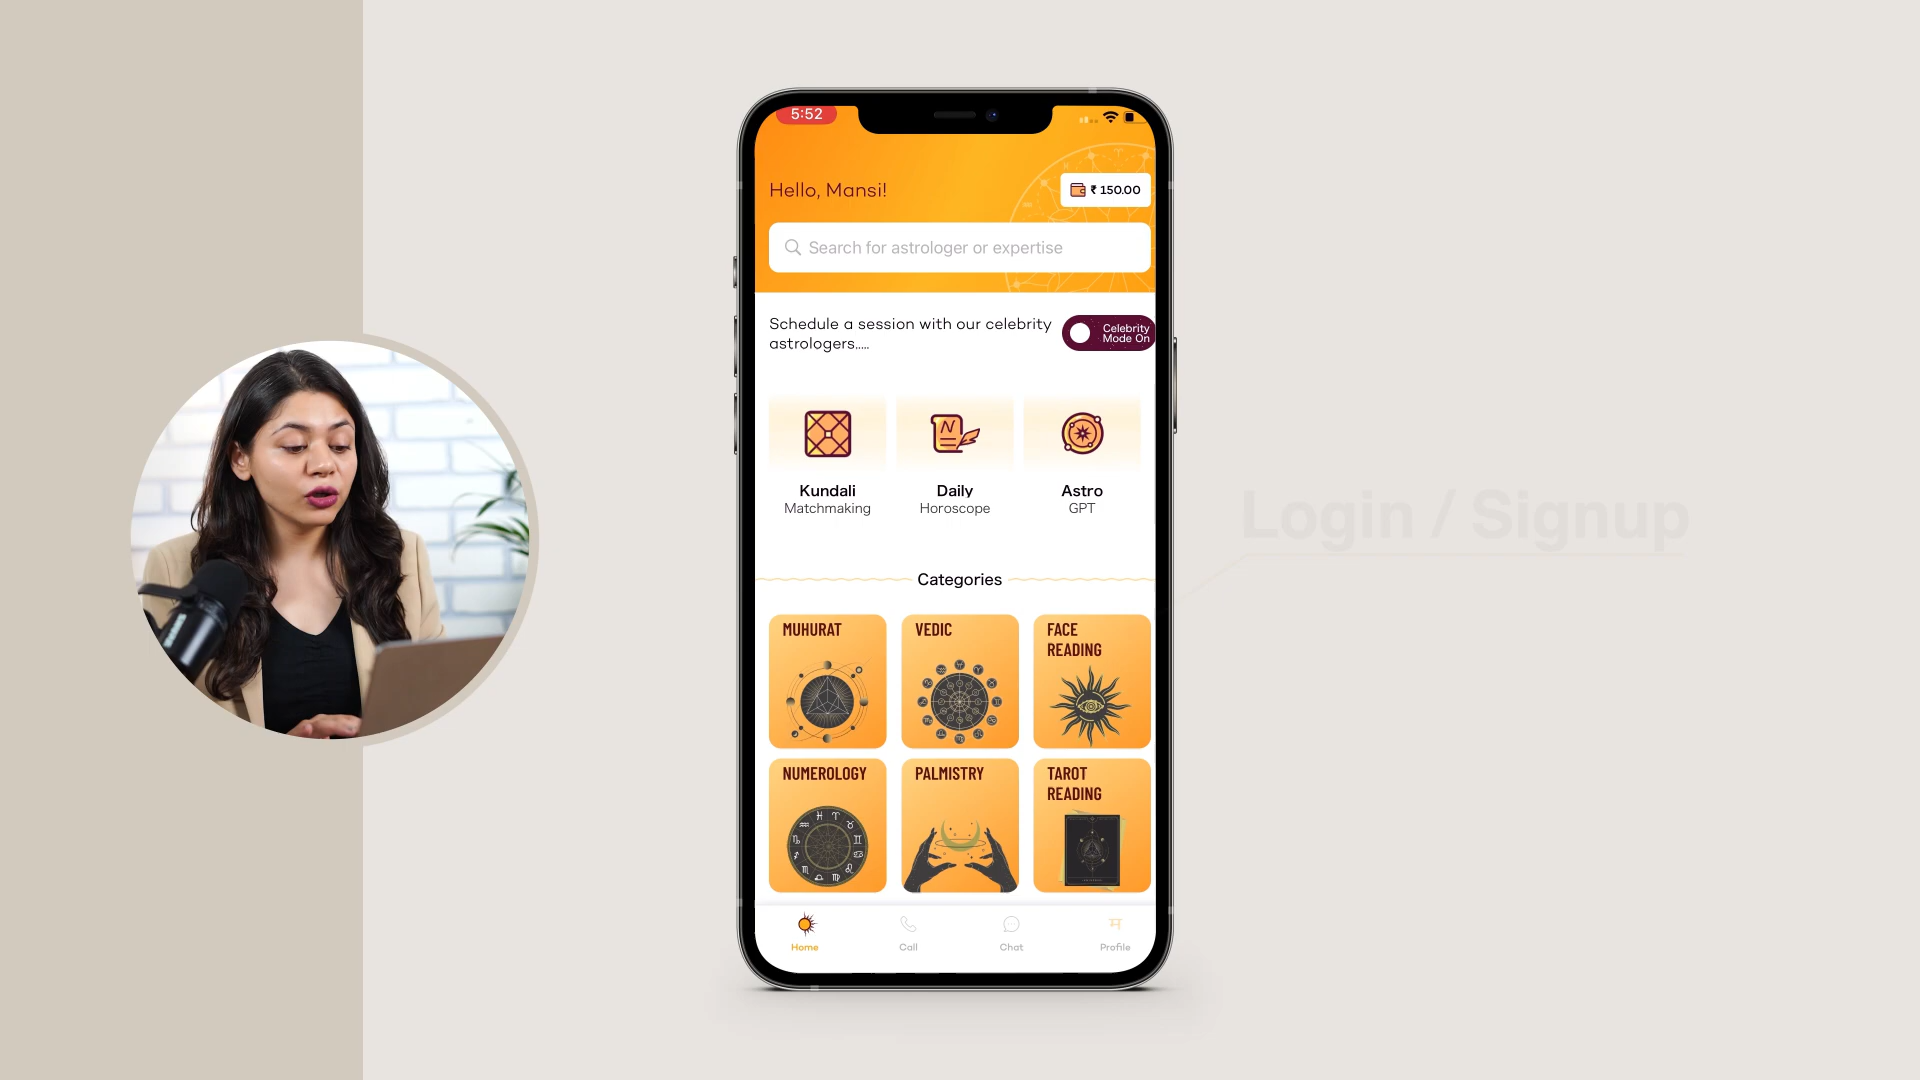 5:52
Hello, Mansi!
₹ 150.00
Search for astrologer or expertise
Schedule a session with our celebrity
astrologers.....
Celebrity
Mode On
Kundali
Matchmaking
Daily
Horoscope
Astro
GPT
Login / Signup
Categories
MUHURAT
VEDIC
FACE
READING
NUMEROLOGY
PALMISTRY
TAROT
READING
Home
Call
Chat
Profile